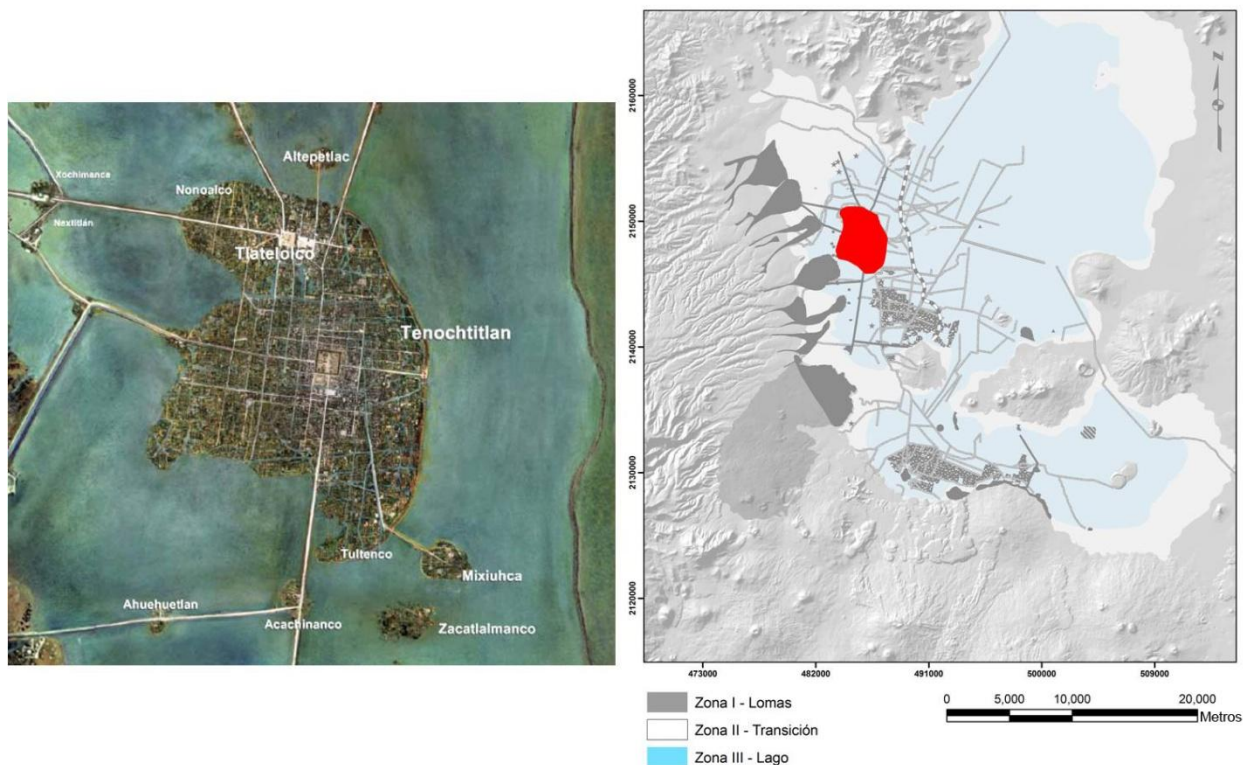 Altepetlac
Xochimanca
Nonoalco
Nextitlán
Tlatelolco
Tenochtitlan
Tultenco
Mixiuhca
Ahuehuetlan
Acachinanco
Zacatlalmanco
N
2160000
2150000
2140000
2130000
2120000
473000 482000 491000 500000 509000
Zona I - Lomas
Zona II - Transición
Zona III - Lago
0 5,000 10,000 20,000
Metros